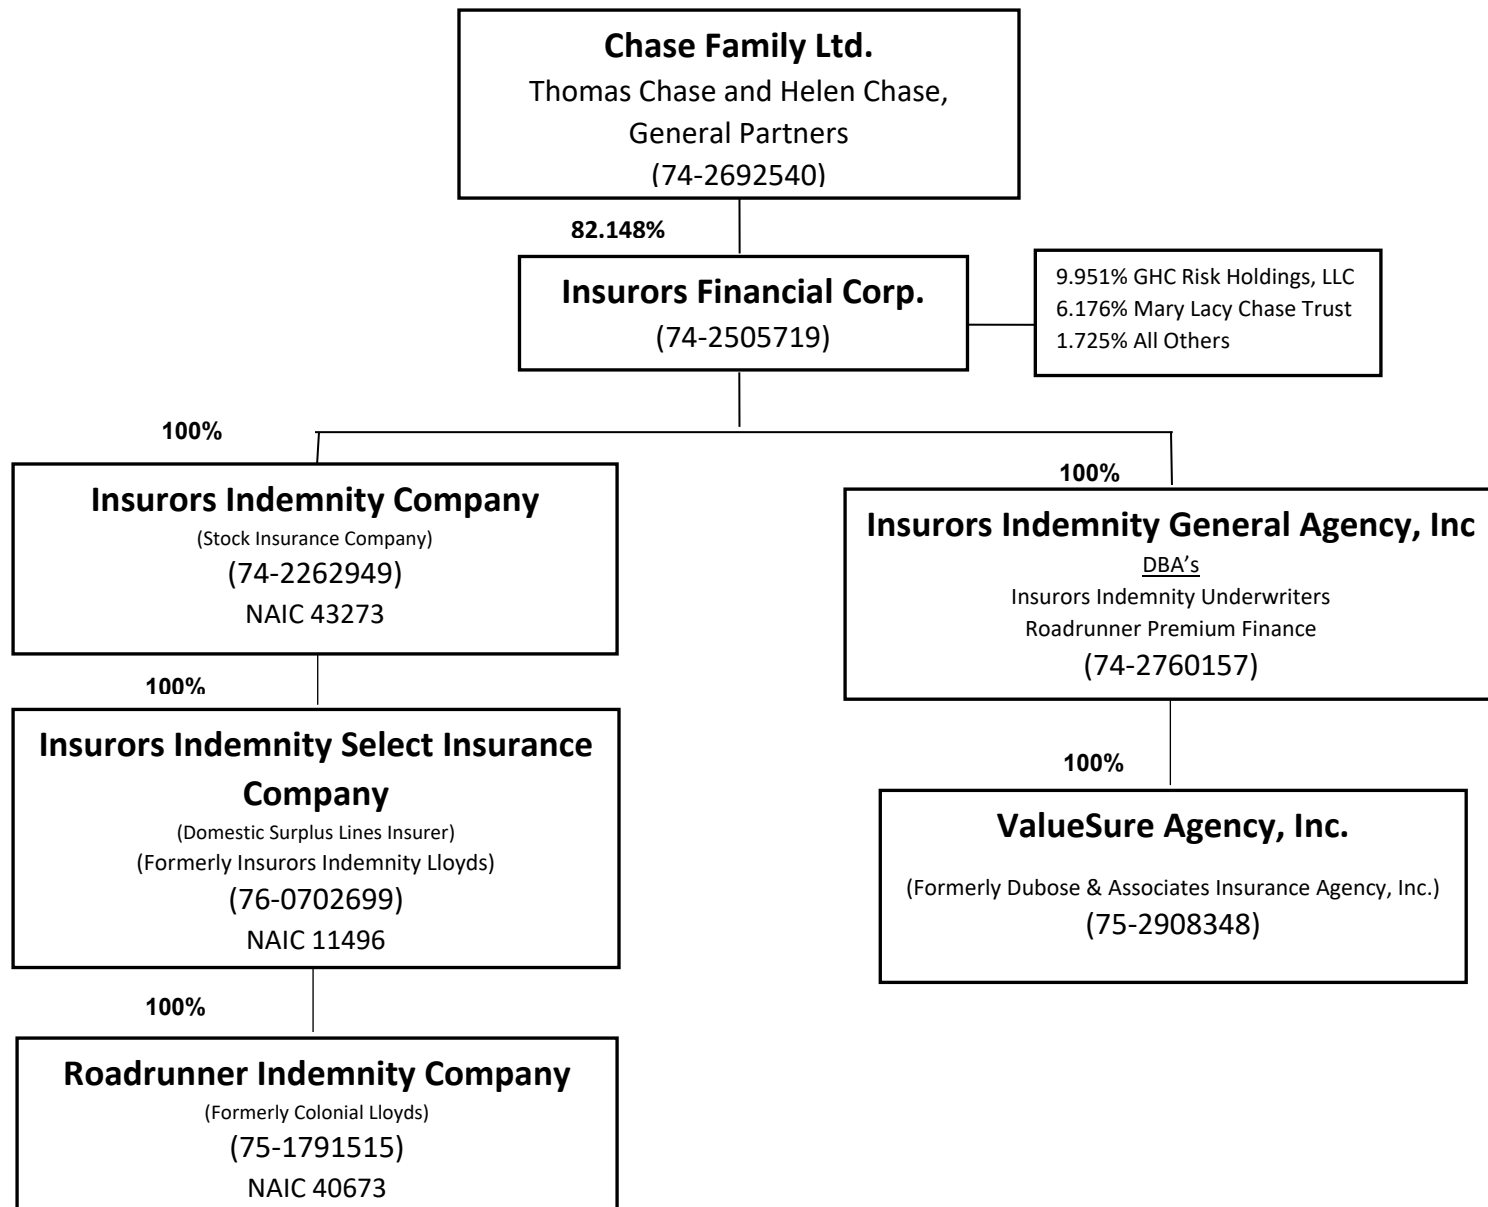 Chase Family Ltd.
Thomas Chase and Helen Chase,
General Partners
(74-2692540)
82.148%
Insurors Financial Corp.
(74-2505719)
9.951% GHC Risk Holdings, LLC
6.176% Mary Lacy Chase Trust
1.725% All Others
100%
Insurors Indemnity Company
(Stock Insurance Company)
(74-2262949)
NAIC 43273
100%
Insurors Indemnity Select Insurance
Company
(Domestic Surplus Lines Insurer)
(Formerly Insurors Indemnity Lloyds)
(76-0702699)
NAIC 11496
100%
Roadrunner Indemnity Company
(Formerly Colonial Lloyds)
(75-1791515)
NAIC 40673
100%
Insurors Indemnity General Agency, Inc
DBA’s
Insurors Indemnity Underwriters
Roadrunner Premium Finance
(74-2760157)
100%
ValueSure Agency, Inc.
(Formerly Dubose & Associates Insurance Agency, Inc.)
(75-2908348)